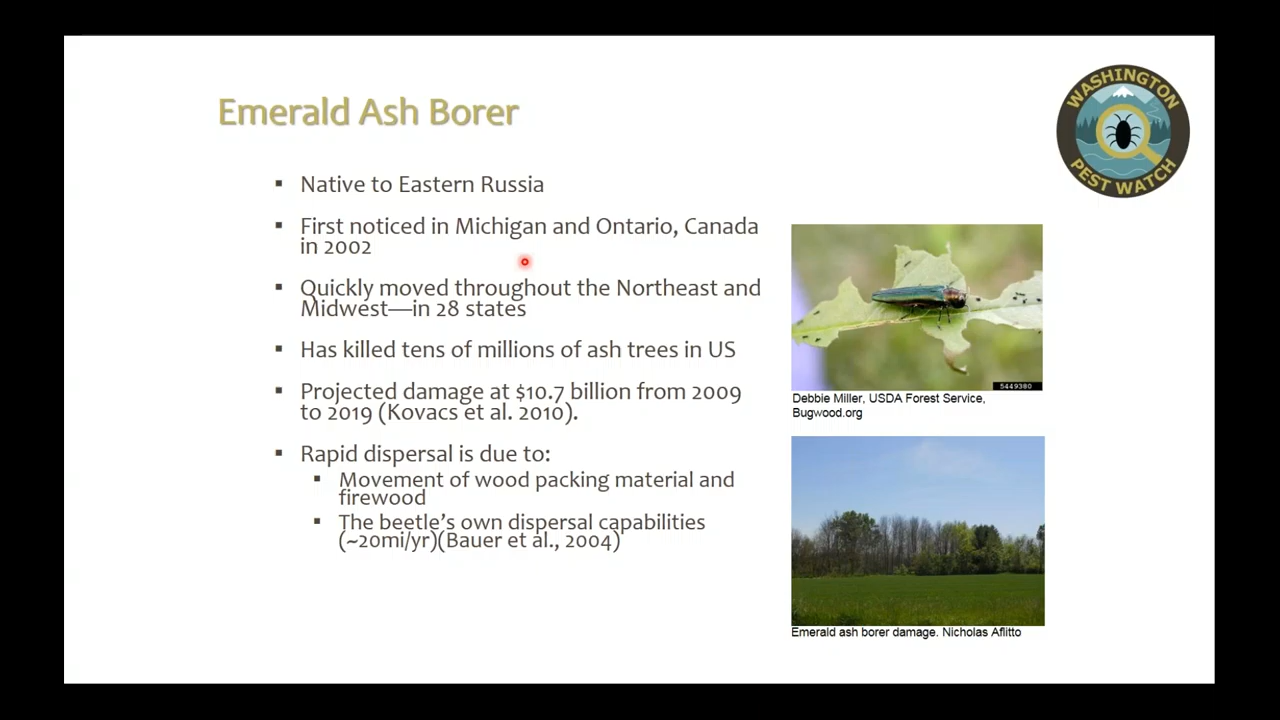 Emerald Ash Borer
WASHINGTON
PEST WATCH
▪ Native to Eastern Russia
▪ First noticed in Michigan and Ontario, Canada
in 2002
▪ Quickly moved throughout the Northeast and
Midwest—in 28 states
▪ Has killed tens of millions of ash trees in US
▪ Projected damage at $10.7 billion from 2009
to 2019 (Kovacs et al. 2010).
▪ Rapid dispersal is due to:
▪ Movement of wood packing material and
firewood
▪ The beetle's own dispersal capabilities
(~20mi/yr)(Bauer et al., 2004)
5449380
Debbie Miller, USDA Forest Service,
Bugwood.org
Emerald ash borer damage. Nicholas Aflitto